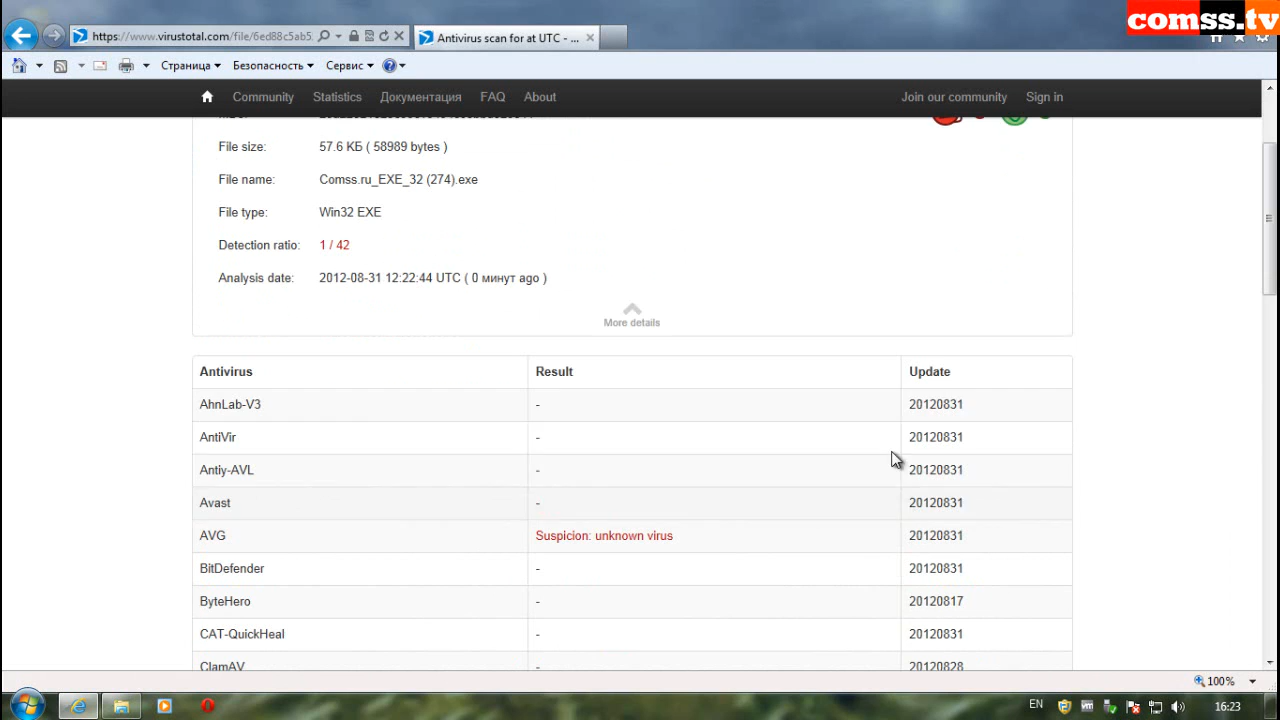 comss.tv
https://www.virustotal.com/file/6ed88c5ab5
Antivirus scan for at UTC - ...
Страница Безопасность Сервис
Community Statistics Документация FAQ About Join our community Sign in
File size: 57.6 КБ ( 58989 bytes )
File name: Comss.ru_EXE_32 (274).exe
File type: Win32 EXE
Detection ratio: 1 / 42
Analysis date: 2012-08-31 12:22:44 UTC ( 0 минут ago )
More details
Antivirus Result Update
AhnLab-V3 - 20120831
AntiVir - 20120831
Antiy-AVL - 20120831
Avast - 20120831
AVG Suspicion: unknown virus 20120831
BitDefender - 20120831
ByteHero - 20120817
CAT-QuickHeal - 20120831
ClamAV - 20120828
100%
EN 16:23